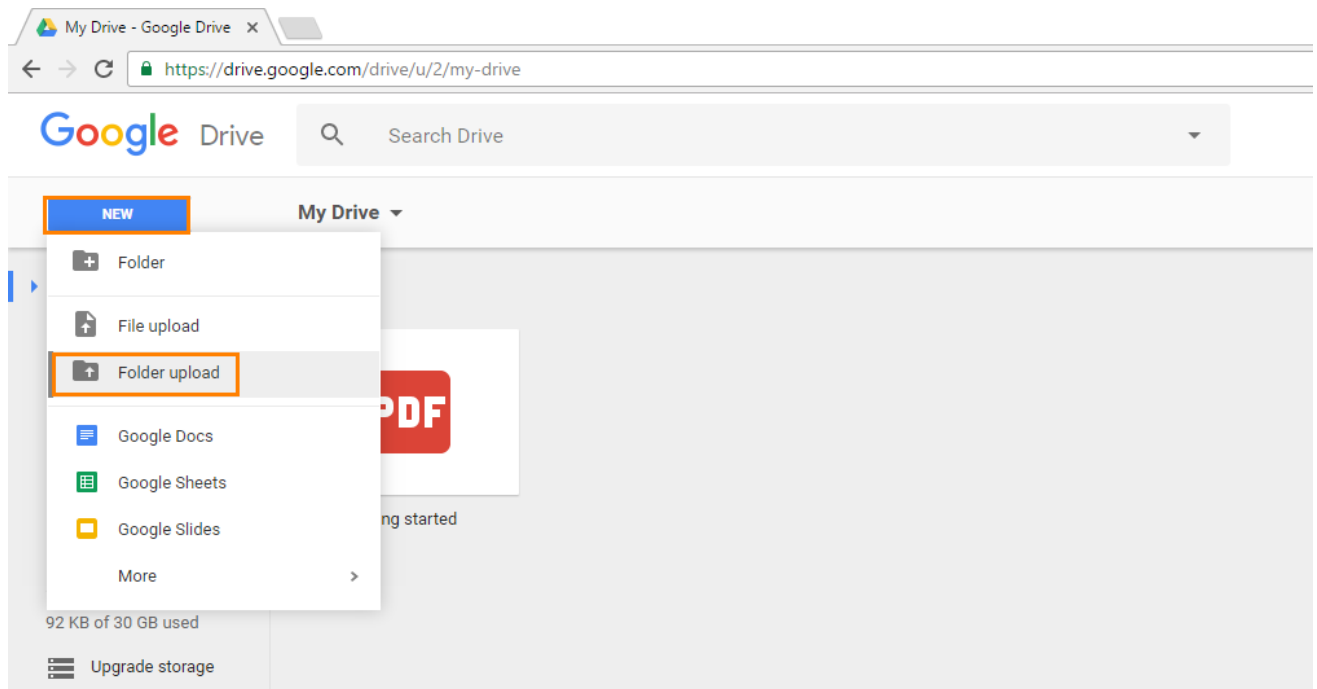 My Drive - Google Drive
https://drive.google.com/drive/u/2/my-drive
Google Drive
Search Drive
NEW
My Drive
Folder
File upload
Folder upload
PDF
Google Docs
Google Sheets
Google Slides
ng started
More
92 KB of 30 GB used
Upgrade storage